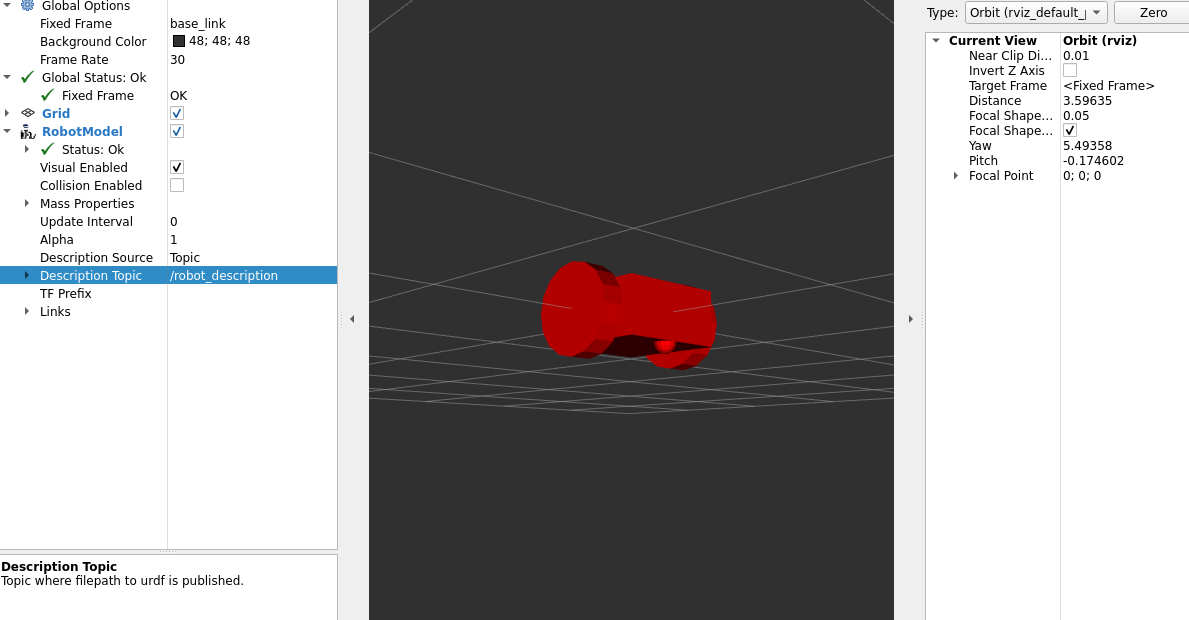 Global Options
Fixed Frame base_link
Background Color 48; 48; 48
Frame Rate 30
Global Status: Ok
Fixed Frame OK
Grid
RobotModel
Status: Ok
Visual Enabled
Collision Enabled
Mass Properties
Update Interval 0
Alpha 1
Description Source Topic
Description Topic /robot_description
TF Prefix
Links
Description Topic
Topic where filepath to urdf is published.
Type: Orbit (rviz_default_ Zero
Current View Orbit (rviz)
Near Clip Di... 0.01
Invert Z Axis
Target Frame <Fixed Frame>
Distance 3.59635
Focal Shape... 0.05
Focal Shape...
Yaw 5.49358
Pitch -0.174602
Focal Point 0; 0; 0